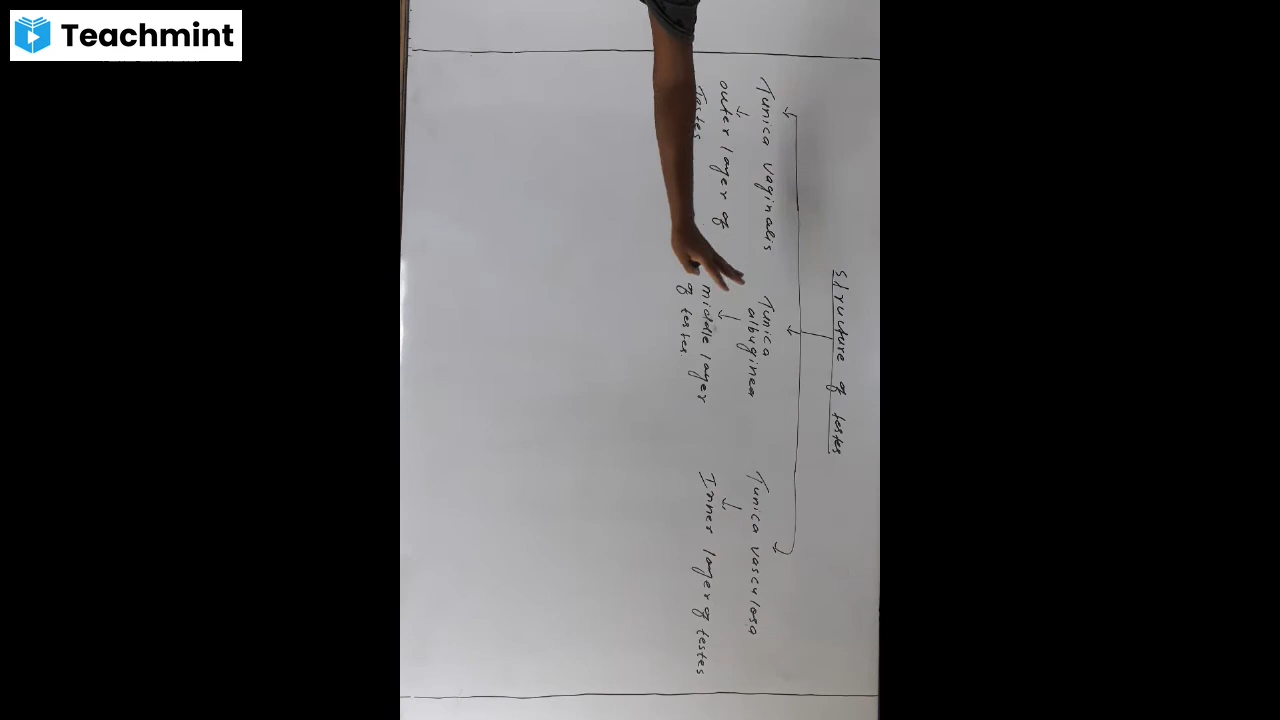 Teachmint
Structure of testes
Tunica vaginalis
outer layer of
Testes
Tunica
albuginea
middle layer
of testes.
Tunica vasculosa
Inner layer of testes